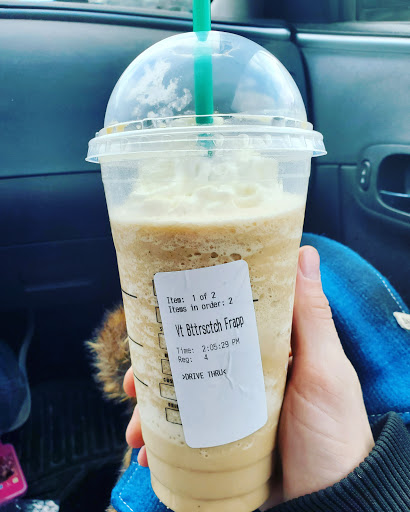 Item: 1 of 2
Items in order: 2
Vt Bttrsctch Frapp
Time: 2:05:29 PM
Reg: 4
>DRIVE THRU<